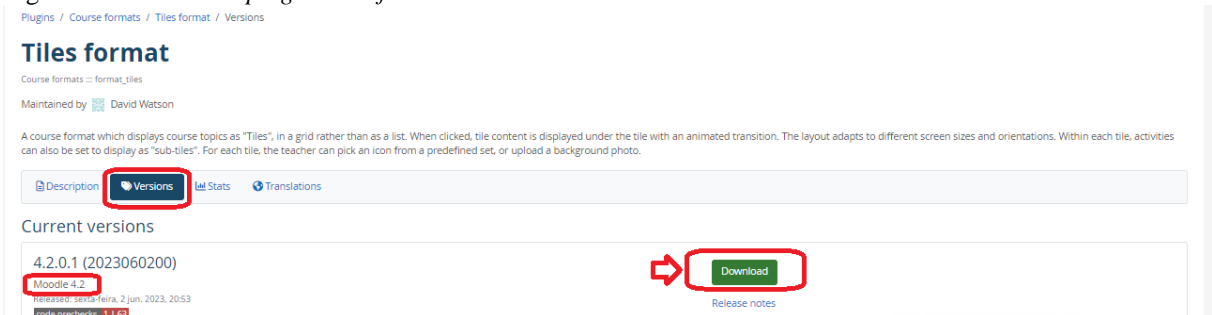 Plugins / Course formats / Tiles format / Versions
Tiles format
Course formats ::: format_tiles
Maintained by David Watson
A course format which displays course topics as "Tiles", in a grid rather than as a list. When clicked, tile content is displayed under the tile with an animated transition. The layout adapts to different screen sizes and orientations. Within each tile, activities
can also be set to display as "sub-tiles". For each tile, the teacher can pick an icon from a predefined set, or upload a background photo.
Description Versions Stats Translations
Current versions
4.2.0.1 (2023060200)
Moodle 4.2
Download
Released: sexta-feira, 2 jun. 2023, 20:53
Release notes
code prechecks 1 | 63